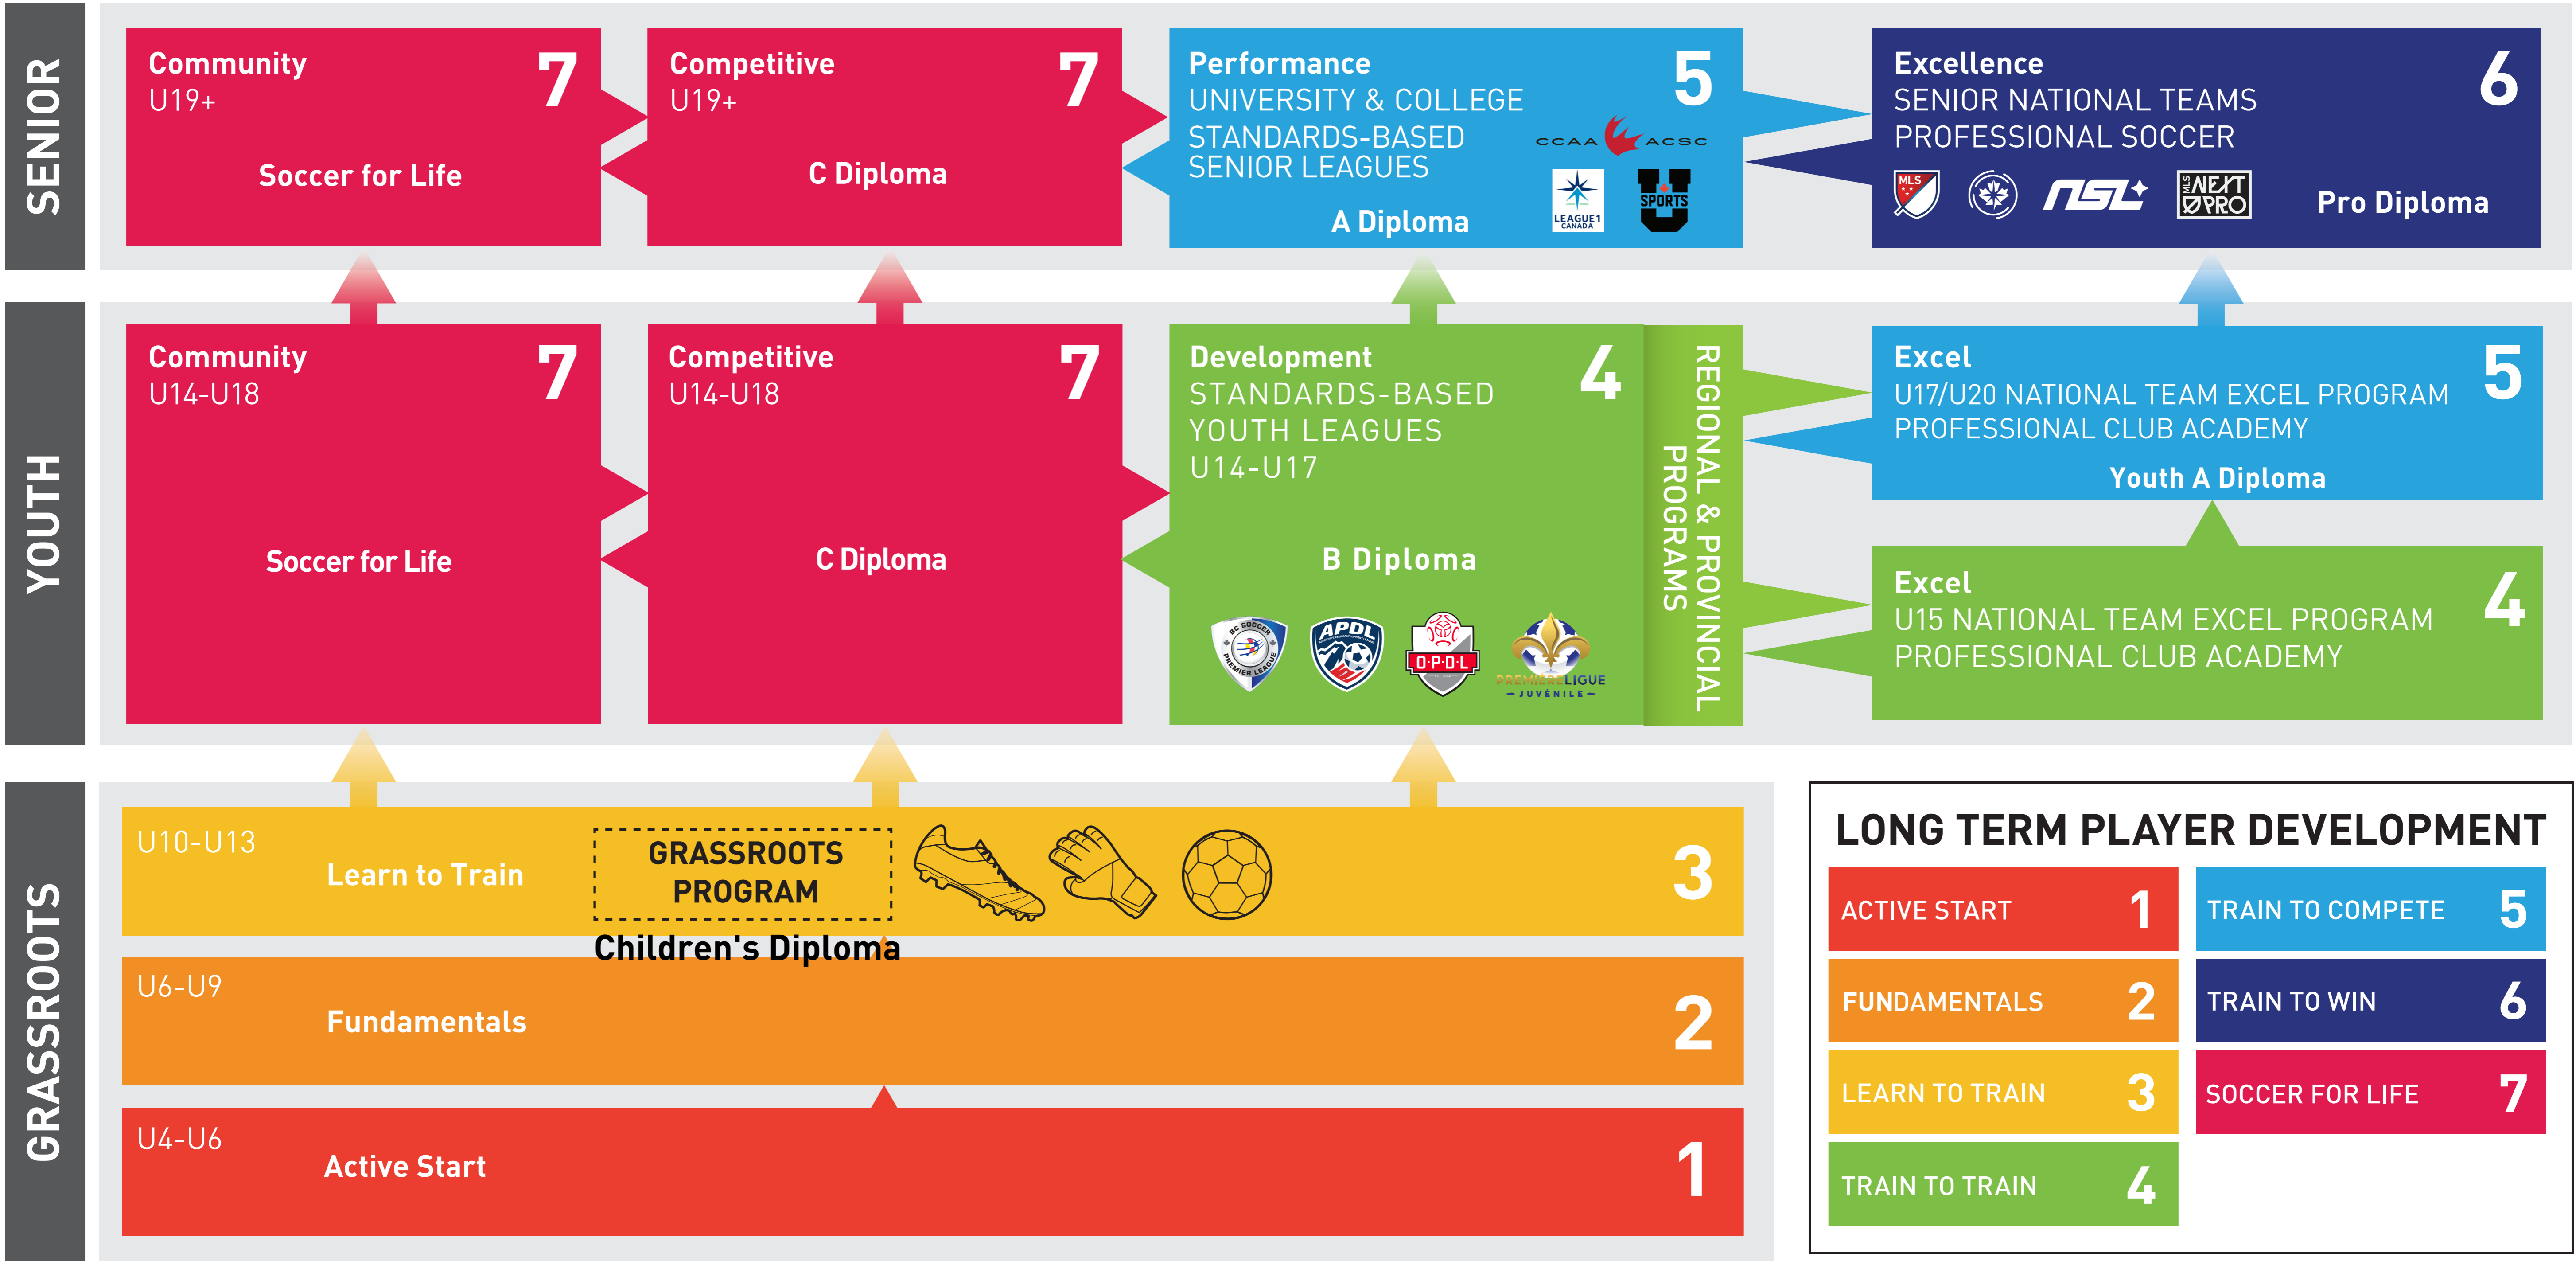 SENIOR
Community
U19+
7
Soccer for Life
Competitive
U19+
7
C Diploma
Performance
UNIVERSITY & COLLEGE
STANDARDS-BASED
SENIOR LEAGUES
5
CCAA ACSC
LEAGUE1
CANADA
U
SPORTS
A Diploma
Excellence
SENIOR NATIONAL TEAMS
PROFESSIONAL SOCCER
6
MLS
NSL
MLS NEXT
PRO
Pro Diploma
YOUTH
Community
U14-U18
7
Soccer for Life
Competitive
U14-U18
7
C Diploma
Development
STANDARDS-BASED
YOUTH LEAGUES
U14-U17
4
B Diploma
BC SOCCER
PREMIER LEAGUE
APDL
O·P·D·L
PREMIERE LIGUE
JUVÉNILE
REGIONAL & PROVINCIAL
PROGRAMS
Excel
U17/U20 NATIONAL TEAM EXCEL PROGRAM
PROFESSIONAL CLUB ACADEMY
5
Youth A Diploma
Excel
U15 NATIONAL TEAM EXCEL PROGRAM
PROFESSIONAL CLUB ACADEMY
4
GRASSROOTS
U10-U13
Learn to Train
GRASSROOTS
PROGRAM
3
Children's Diploma
U6-U9
Fundamentals
2
U4-U6
Active Start
1
LONG TERM PLAYER DEVELOPMENT
ACTIVE START 1
FUNDAMENTALS 2
LEARN TO TRAIN 3
TRAIN TO TRAIN 4
TRAIN TO COMPETE 5
TRAIN TO WIN 6
SOCCER FOR LIFE 7